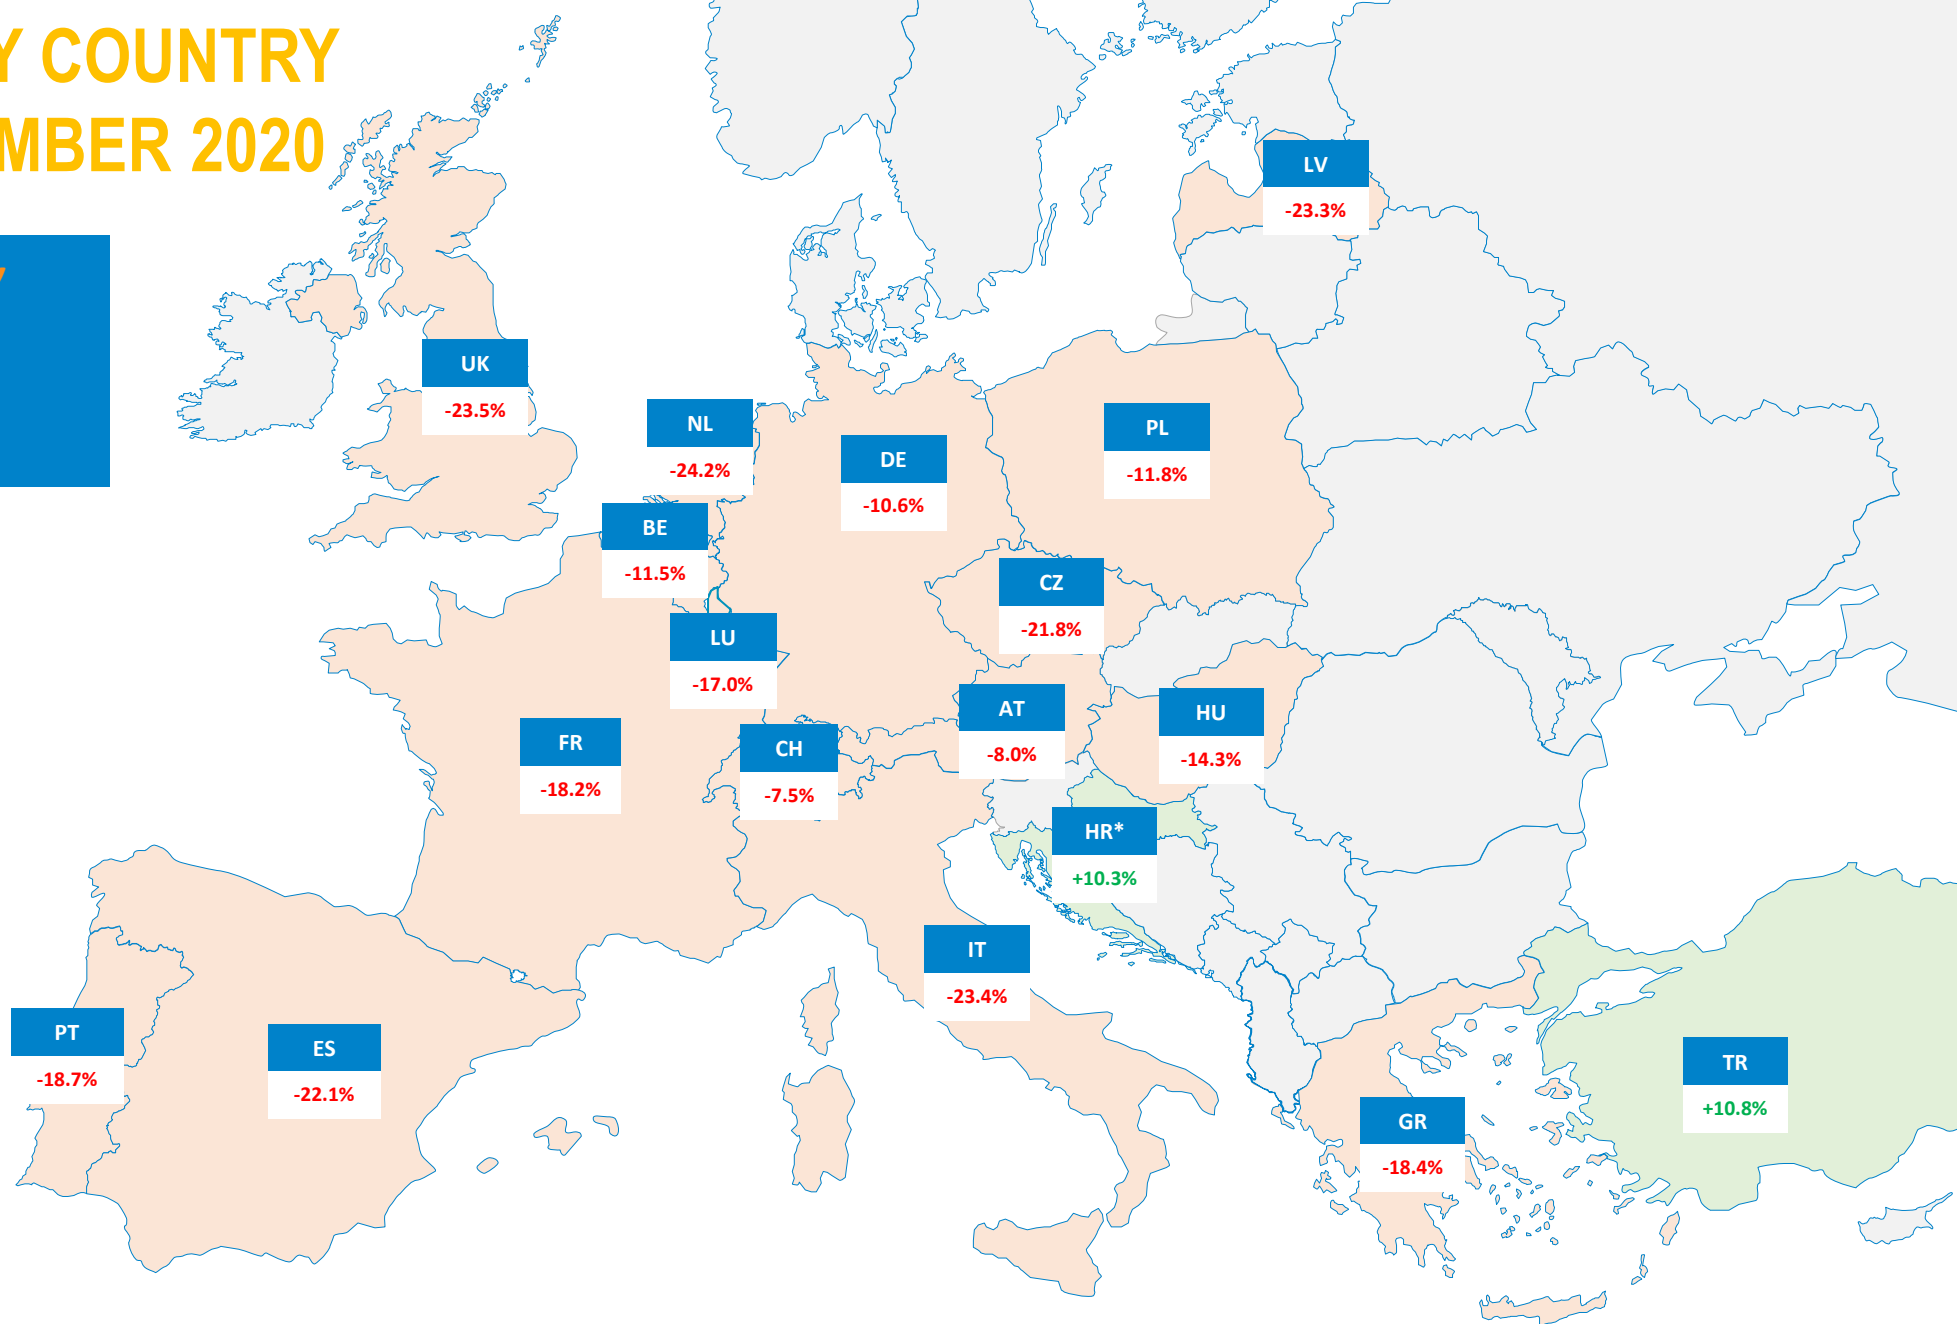 Y COUNTRY
MBER 2020
LV
-23.3%
UK
-23.5%
NL
-24.2%
PL
-11.8%
DE
-10.6%
BE
-11.5%
CZ
-21.8%
LU
-17.0%
AT
-8.0%
HU
-14.3%
FR
-18.2%
CH
-7.5%
HR*
+10.3%
IT
-23.4%
PT
-18.7%
ES
-22.1%
TR
+10.8%
GR
-18.4%